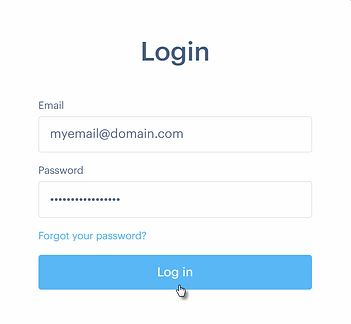 Login
Email
myemail@domain.com
Password
•••••••••••••••••
Forgot your password?
Log in